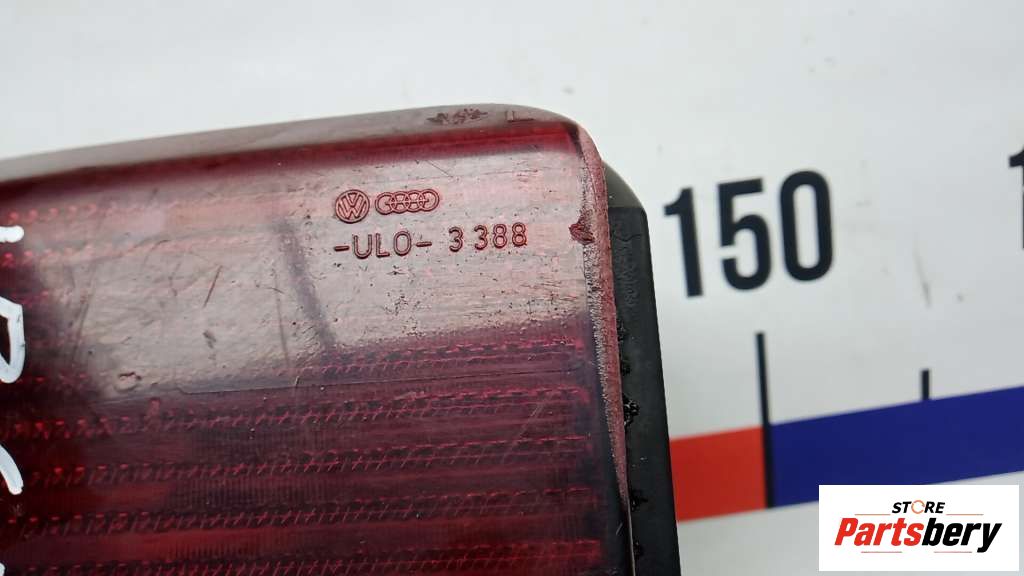 L
-ULO- 3388
150
STORE
Partsbery